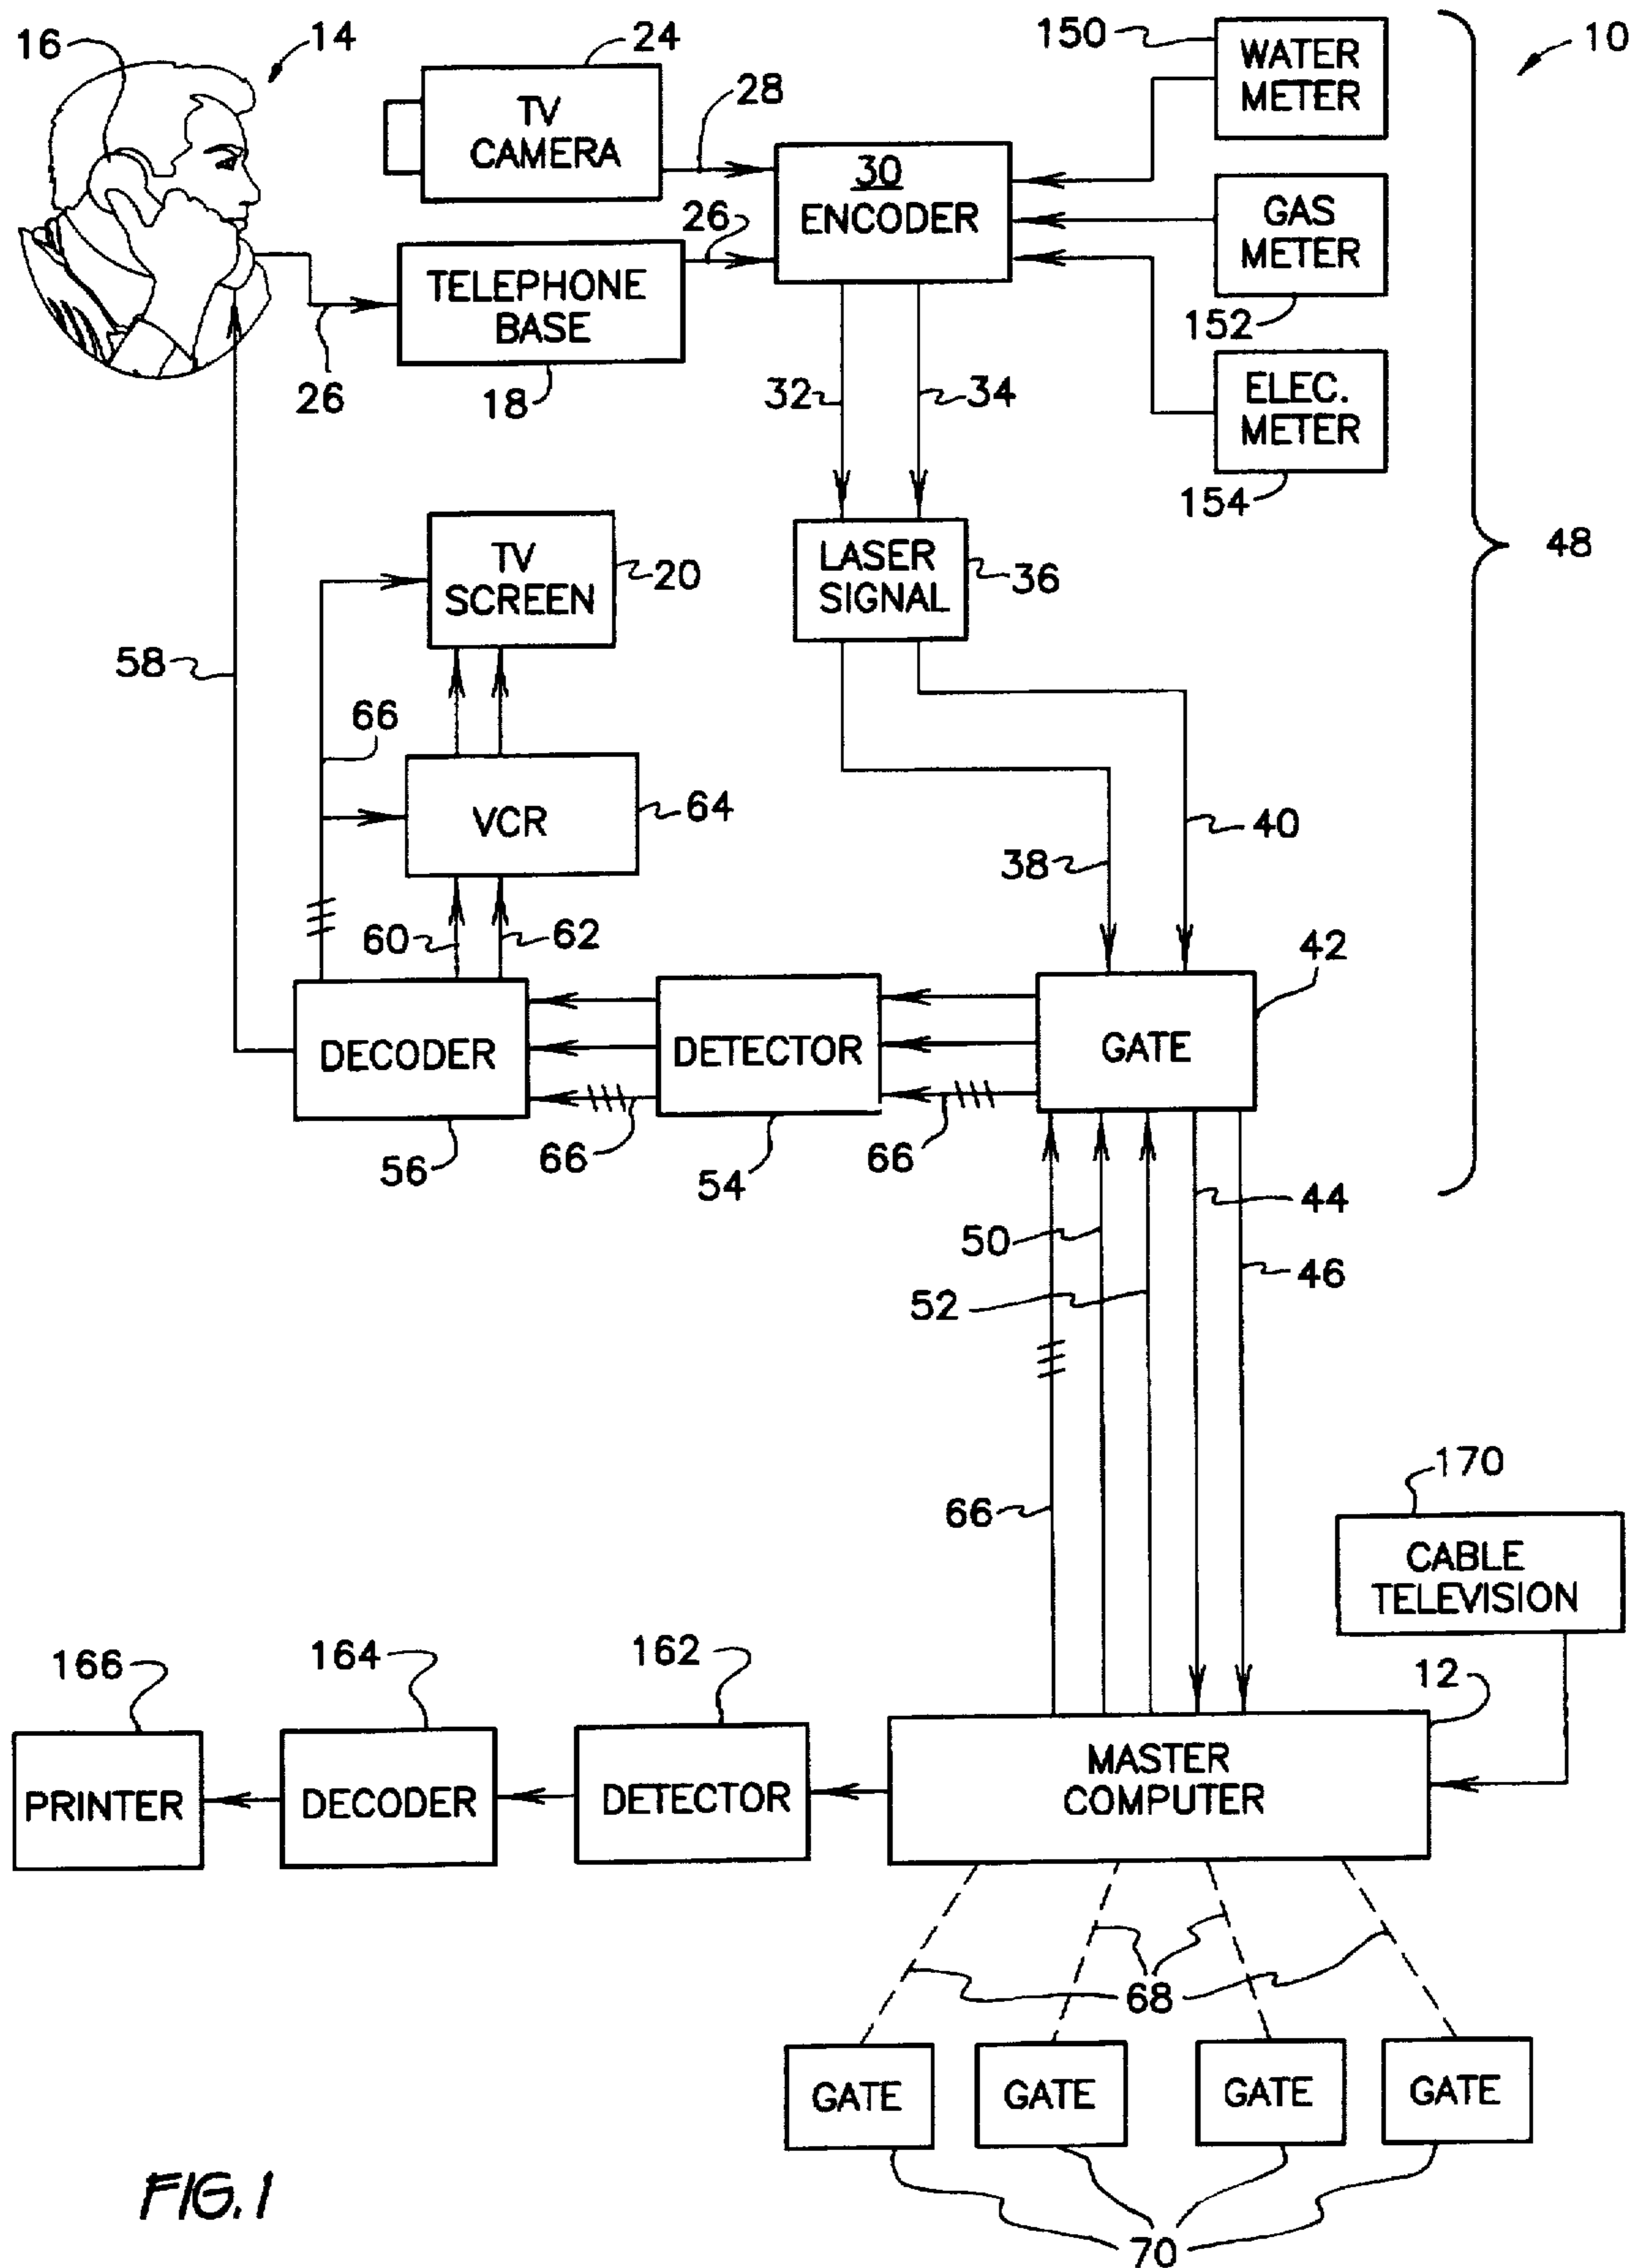 16
14
24
TV
CAMERA
28
150
WATER
METER
10
30
ENCODER
26
TELEPHONE
BASE
18
26
GAS
METER
152
32
34
ELEC.
METER
154
48
TV
SCREEN
20
LASER
SIGNAL
36
58
66
VCR
64
40
38
60
62
42
DECODER
DETECTOR
GATE
56
66
54
66
44
50
46
52
66
170
CABLE
TELEVISION
166
164
162
12
PRINTER
DECODER
DETECTOR
MASTER
COMPUTER
68
GATE
GATE
GATE
GATE
70
FIG. 1